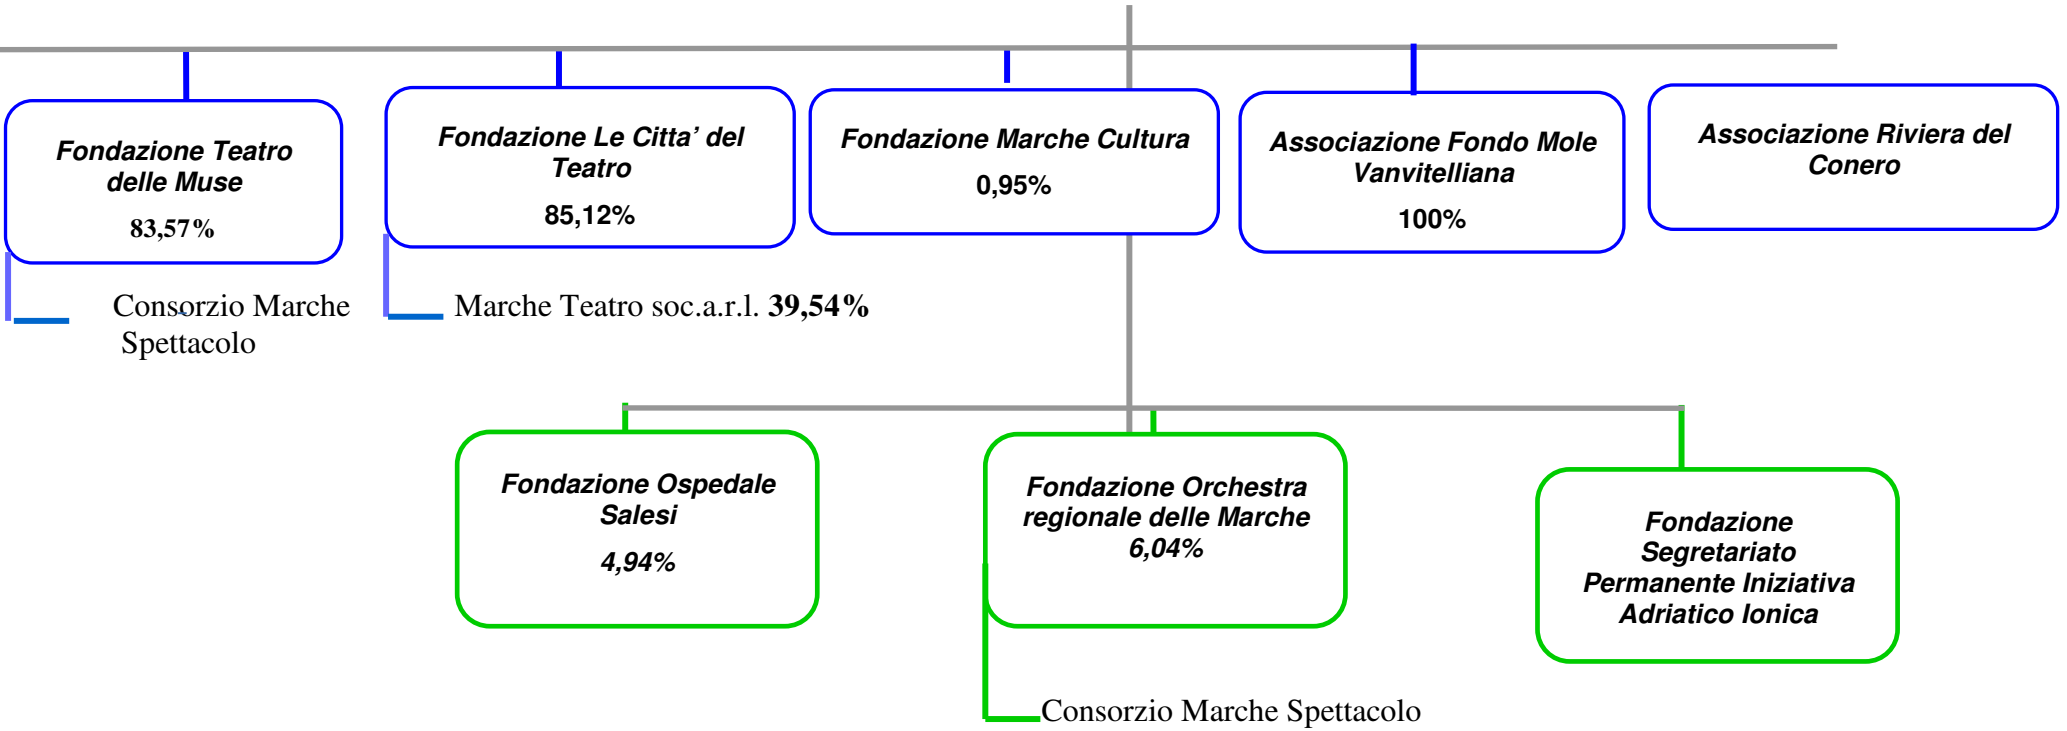 Fondazione Teatro
delle Muse
83,57%
Fondazione Le Citta’ del
Teatro
85,12%
Fondazione Marche Cultura
0,95%
Associazione Fondo Mole
Vanvitelliana
100%
Associazione Riviera del
Conero
Consorzio Marche
Spettacolo
Marche Teatro soc.a.r.l. 39,54%
Fondazione Ospedale
Salesi
4,94%
Fondazione Orchestra
regionale delle Marche
6,04%
Fondazione
Segretariato
Permanente Iniziativa
Adriatico Ionica
Consorzio Marche Spettacolo